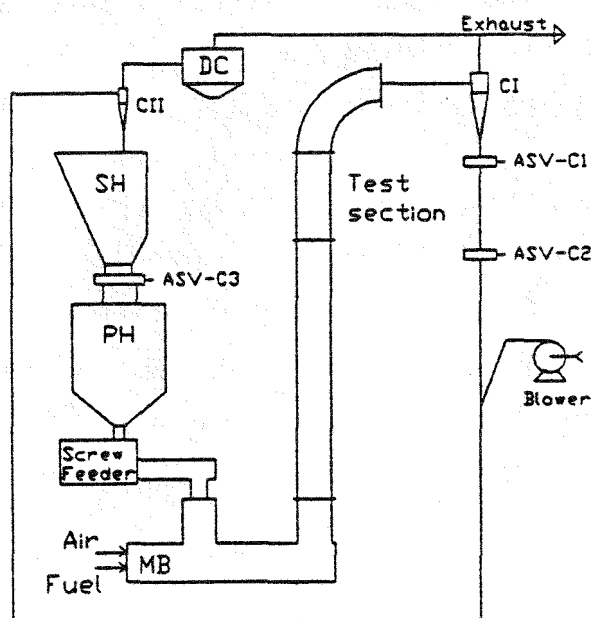 Exhaust
DC
CI
CII
ASV-C1
SH
Test
section
ASV-C2
ASV-C3
PH
Blower
Screw
Feeder
Air
MB
Fuel